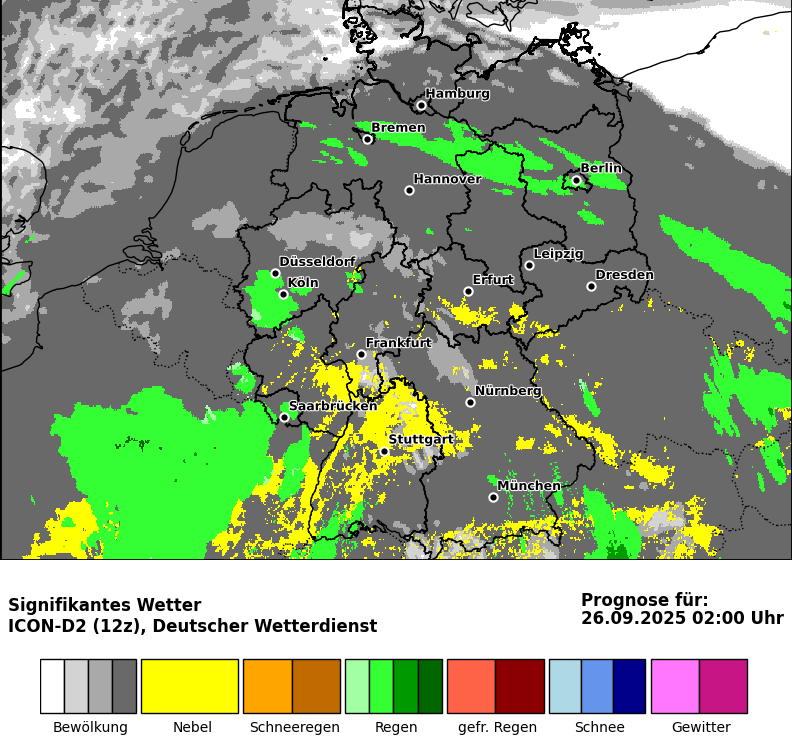 Hamburg
Bremen
Berlin
Hannover
Leipzig
Düsseldorf
Dresden
Köln
Erfurt
Frankfurt
Nürnberg
Saarbrücken
Stuttgart
München
Signifikantes Wetter
ICON-D2 (12z), Deutscher Wetterdienst
Prognose für:
26.09.2025 02:00 Uhr
Bewölkung
Nebel
Schneeregen
Regen
gefr. Regen
Schnee
Gewitter